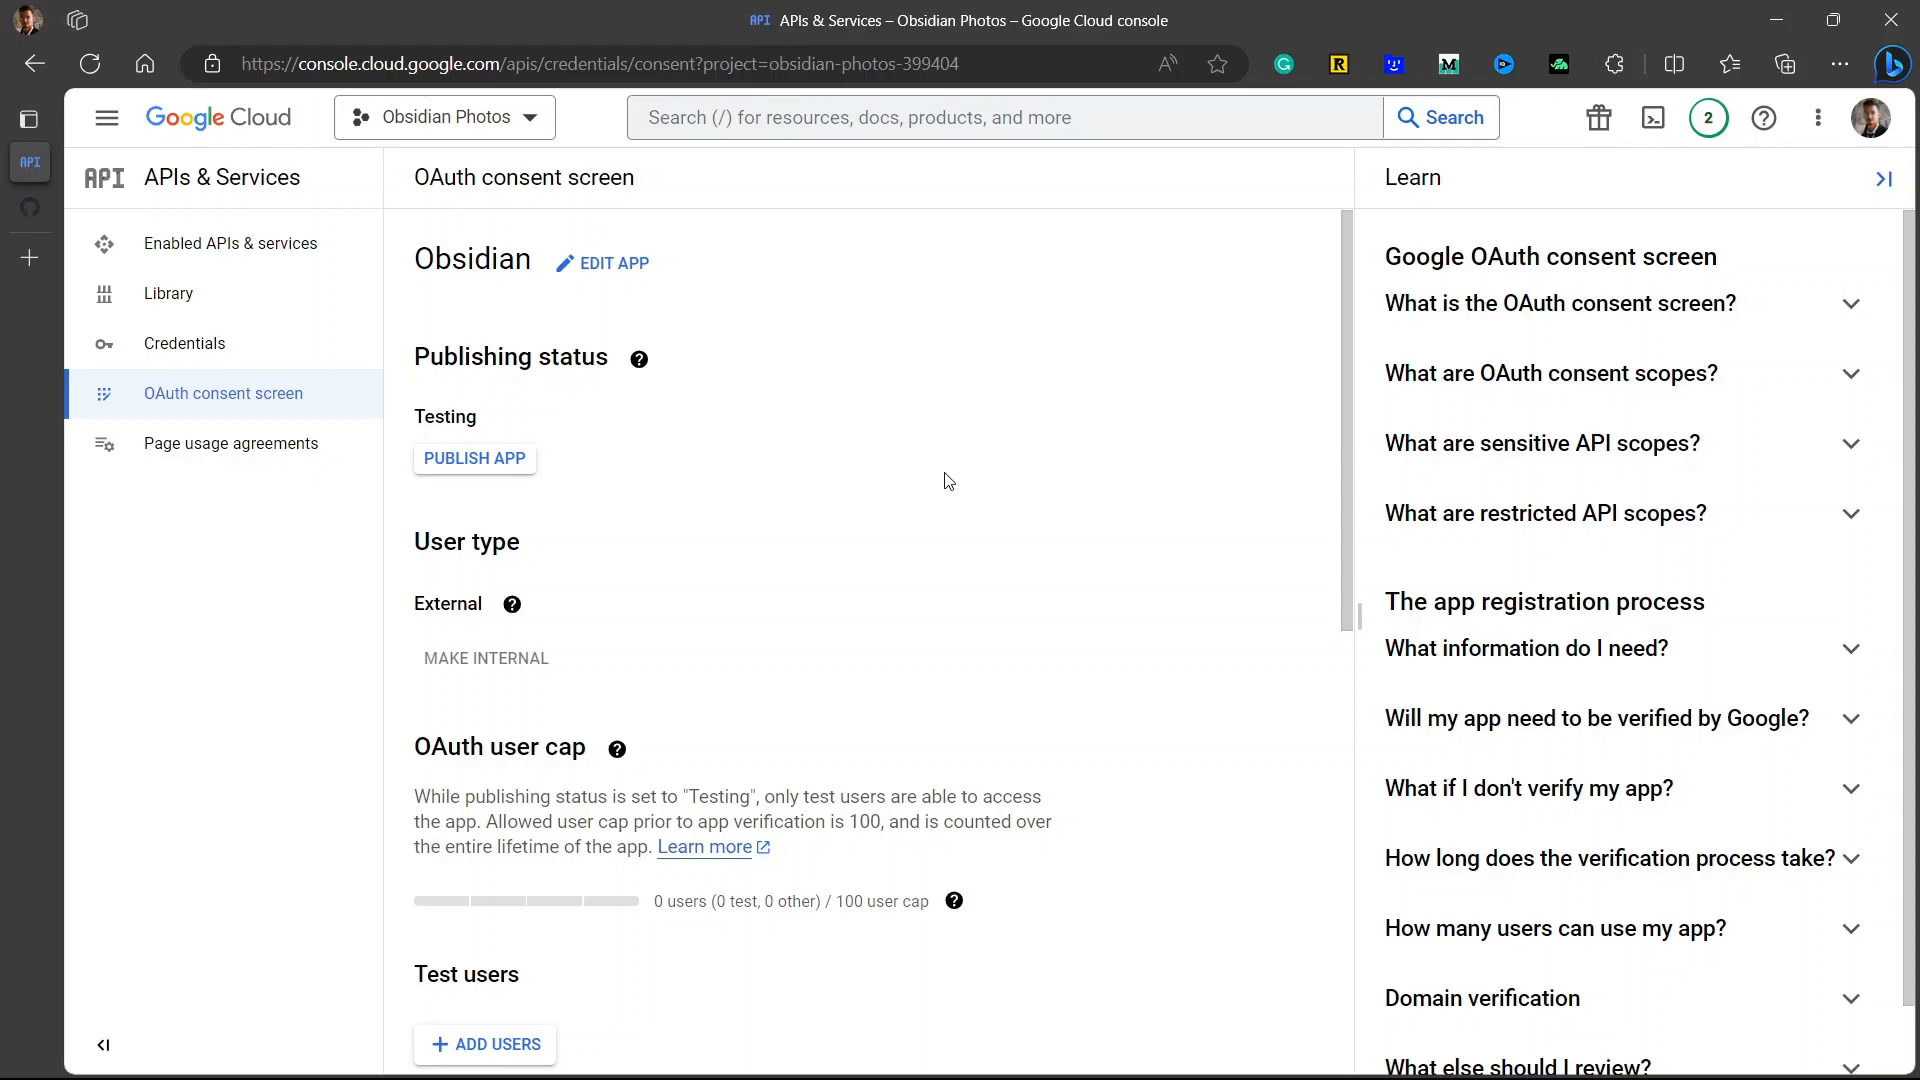 API APIs & Services – Obsidian Photos – Google Cloud console
https://console.cloud.google.com/apis/credentials/consent?project=obsidian-photos-399404
Google Cloud
Obsidian Photos
Search (/) for resources, docs, products, and more
Search
2
API
API APIs & Services
OAuth consent screen
Learn
Enabled APIs & services
Library
Credentials
OAuth consent screen
Page usage agreements
Obsidian
EDIT APP
Publishing status
Testing
PUBLISH APP
User type
External
MAKE INTERNAL
OAuth user cap
While publishing status is set to "Testing", only test users are able to access
the app. Allowed user cap prior to app verification is 100, and is counted over
the entire lifetime of the app. Learn more
0 users (0 test, 0 other) / 100 user cap
Test users
+ ADD USERS
Google OAuth consent screen
What is the OAuth consent screen?
What are OAuth consent scopes?
What are sensitive API scopes?
What are restricted API scopes?
The app registration process
What information do I need?
Will my app need to be verified by Google?
What if I don't verify my app?
How long does the verification process take?
How many users can use my app?
Domain verification
What else should I review?